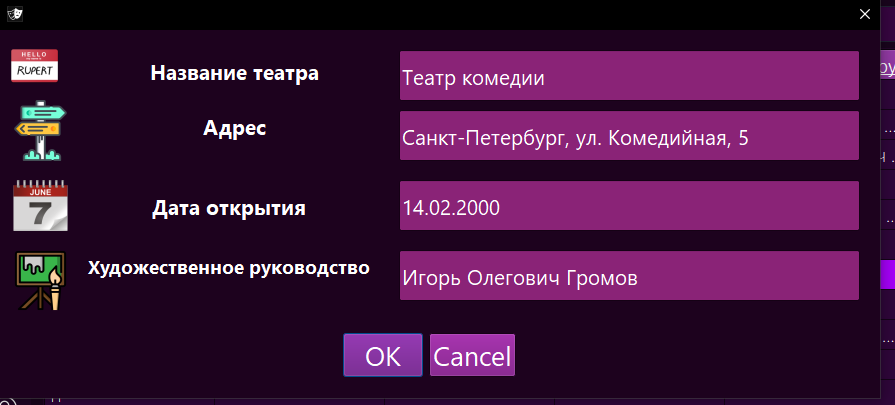 HELLO
RUPERT
Название театра
Театр комедии
Адрес
Санкт-Петербург, ул. Комедийная, 5
JUNE
7
Дата открытия
14.02.2000
Художественное руководство
Игорь Олегович Громов
OK
Cancel